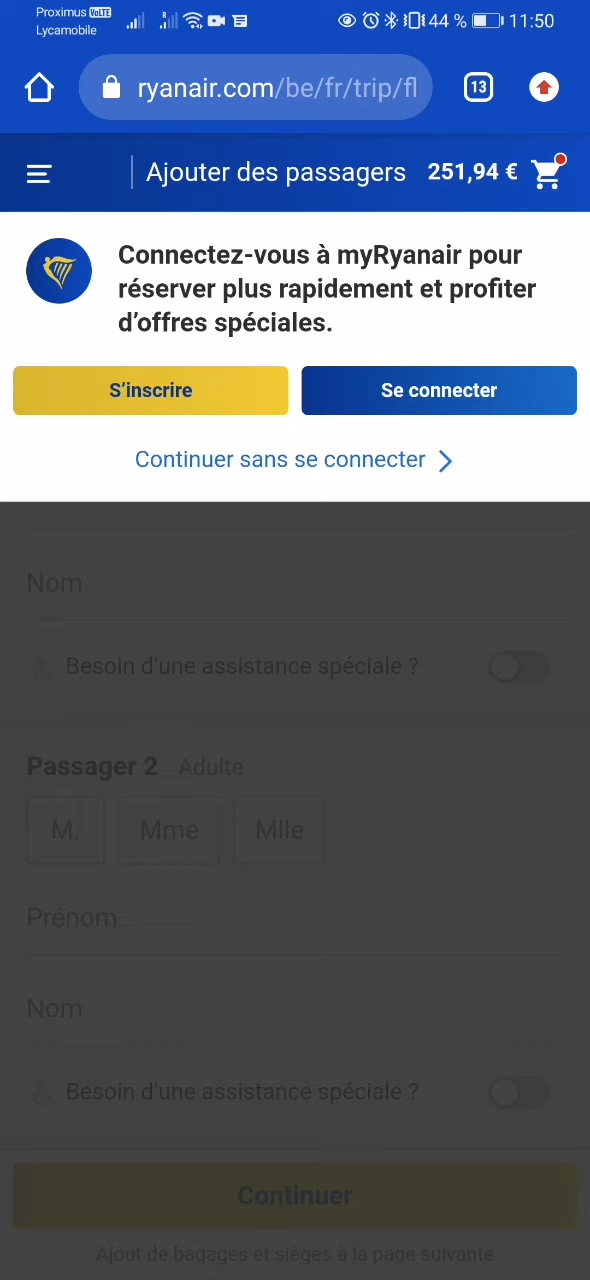 Proximus VoLTE
Lycamobile
R
44 %
11:50
ryanair.com/be/fr/trip/fl
13
Ajouter des passagers
251,94 €
Connectez-vous à myRyanair pour
réserver plus rapidement et profiter
d’offres spéciales.
S’inscrire
Se connecter
Continuer sans se connecter
Nom
Besoin d'une assistance spéciale ?
Passager 2 Adulte
M.
Mme
Mlle
Prénom
Nom
Besoin d'une assistance spéciale ?
Continuer
Ajout de bagages et sièges à la page suivante